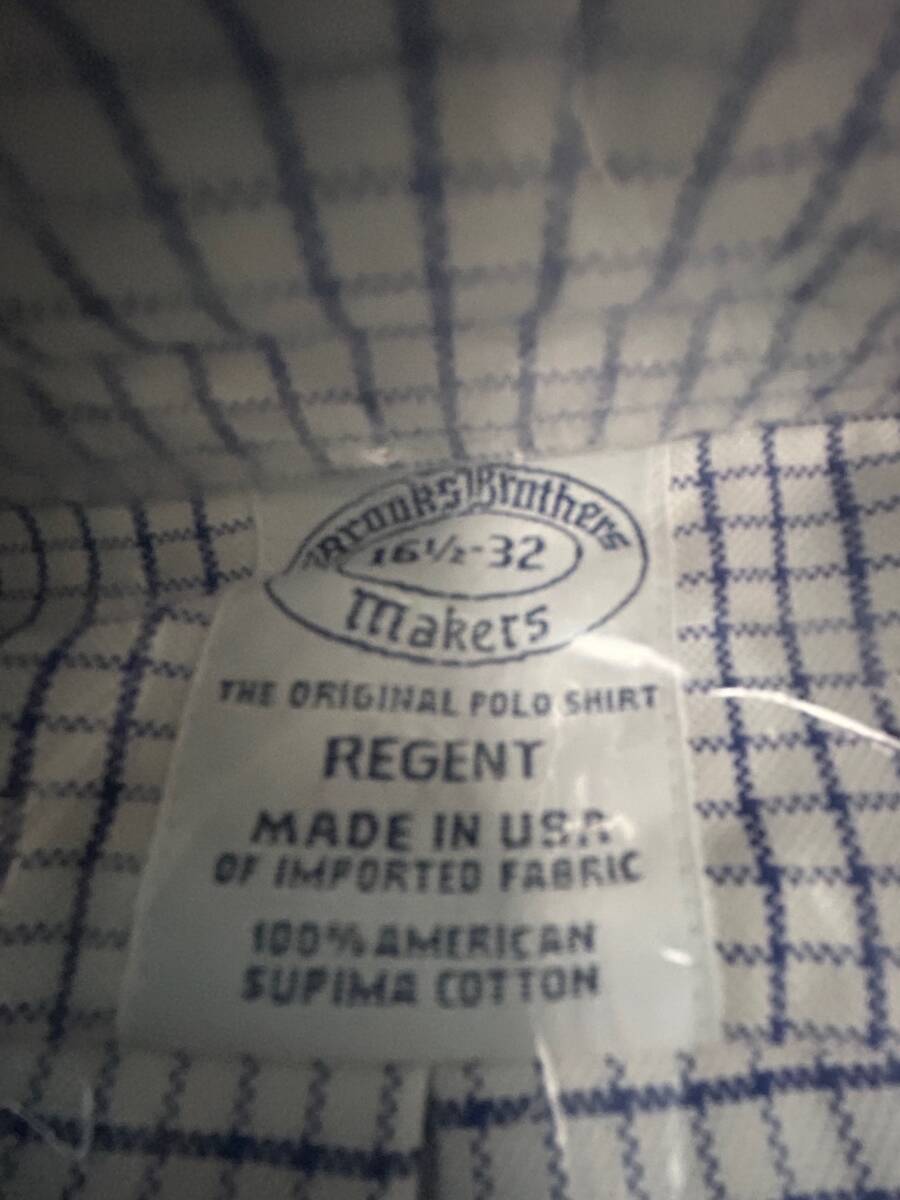 Brooks Brothers
16½-32
Makers
THE ORIGINAL POLO SHIRT
REGENT
MADE IN USA
OF IMPORTED FABRIC
100% AMERICAN
SUPIMA COTTON